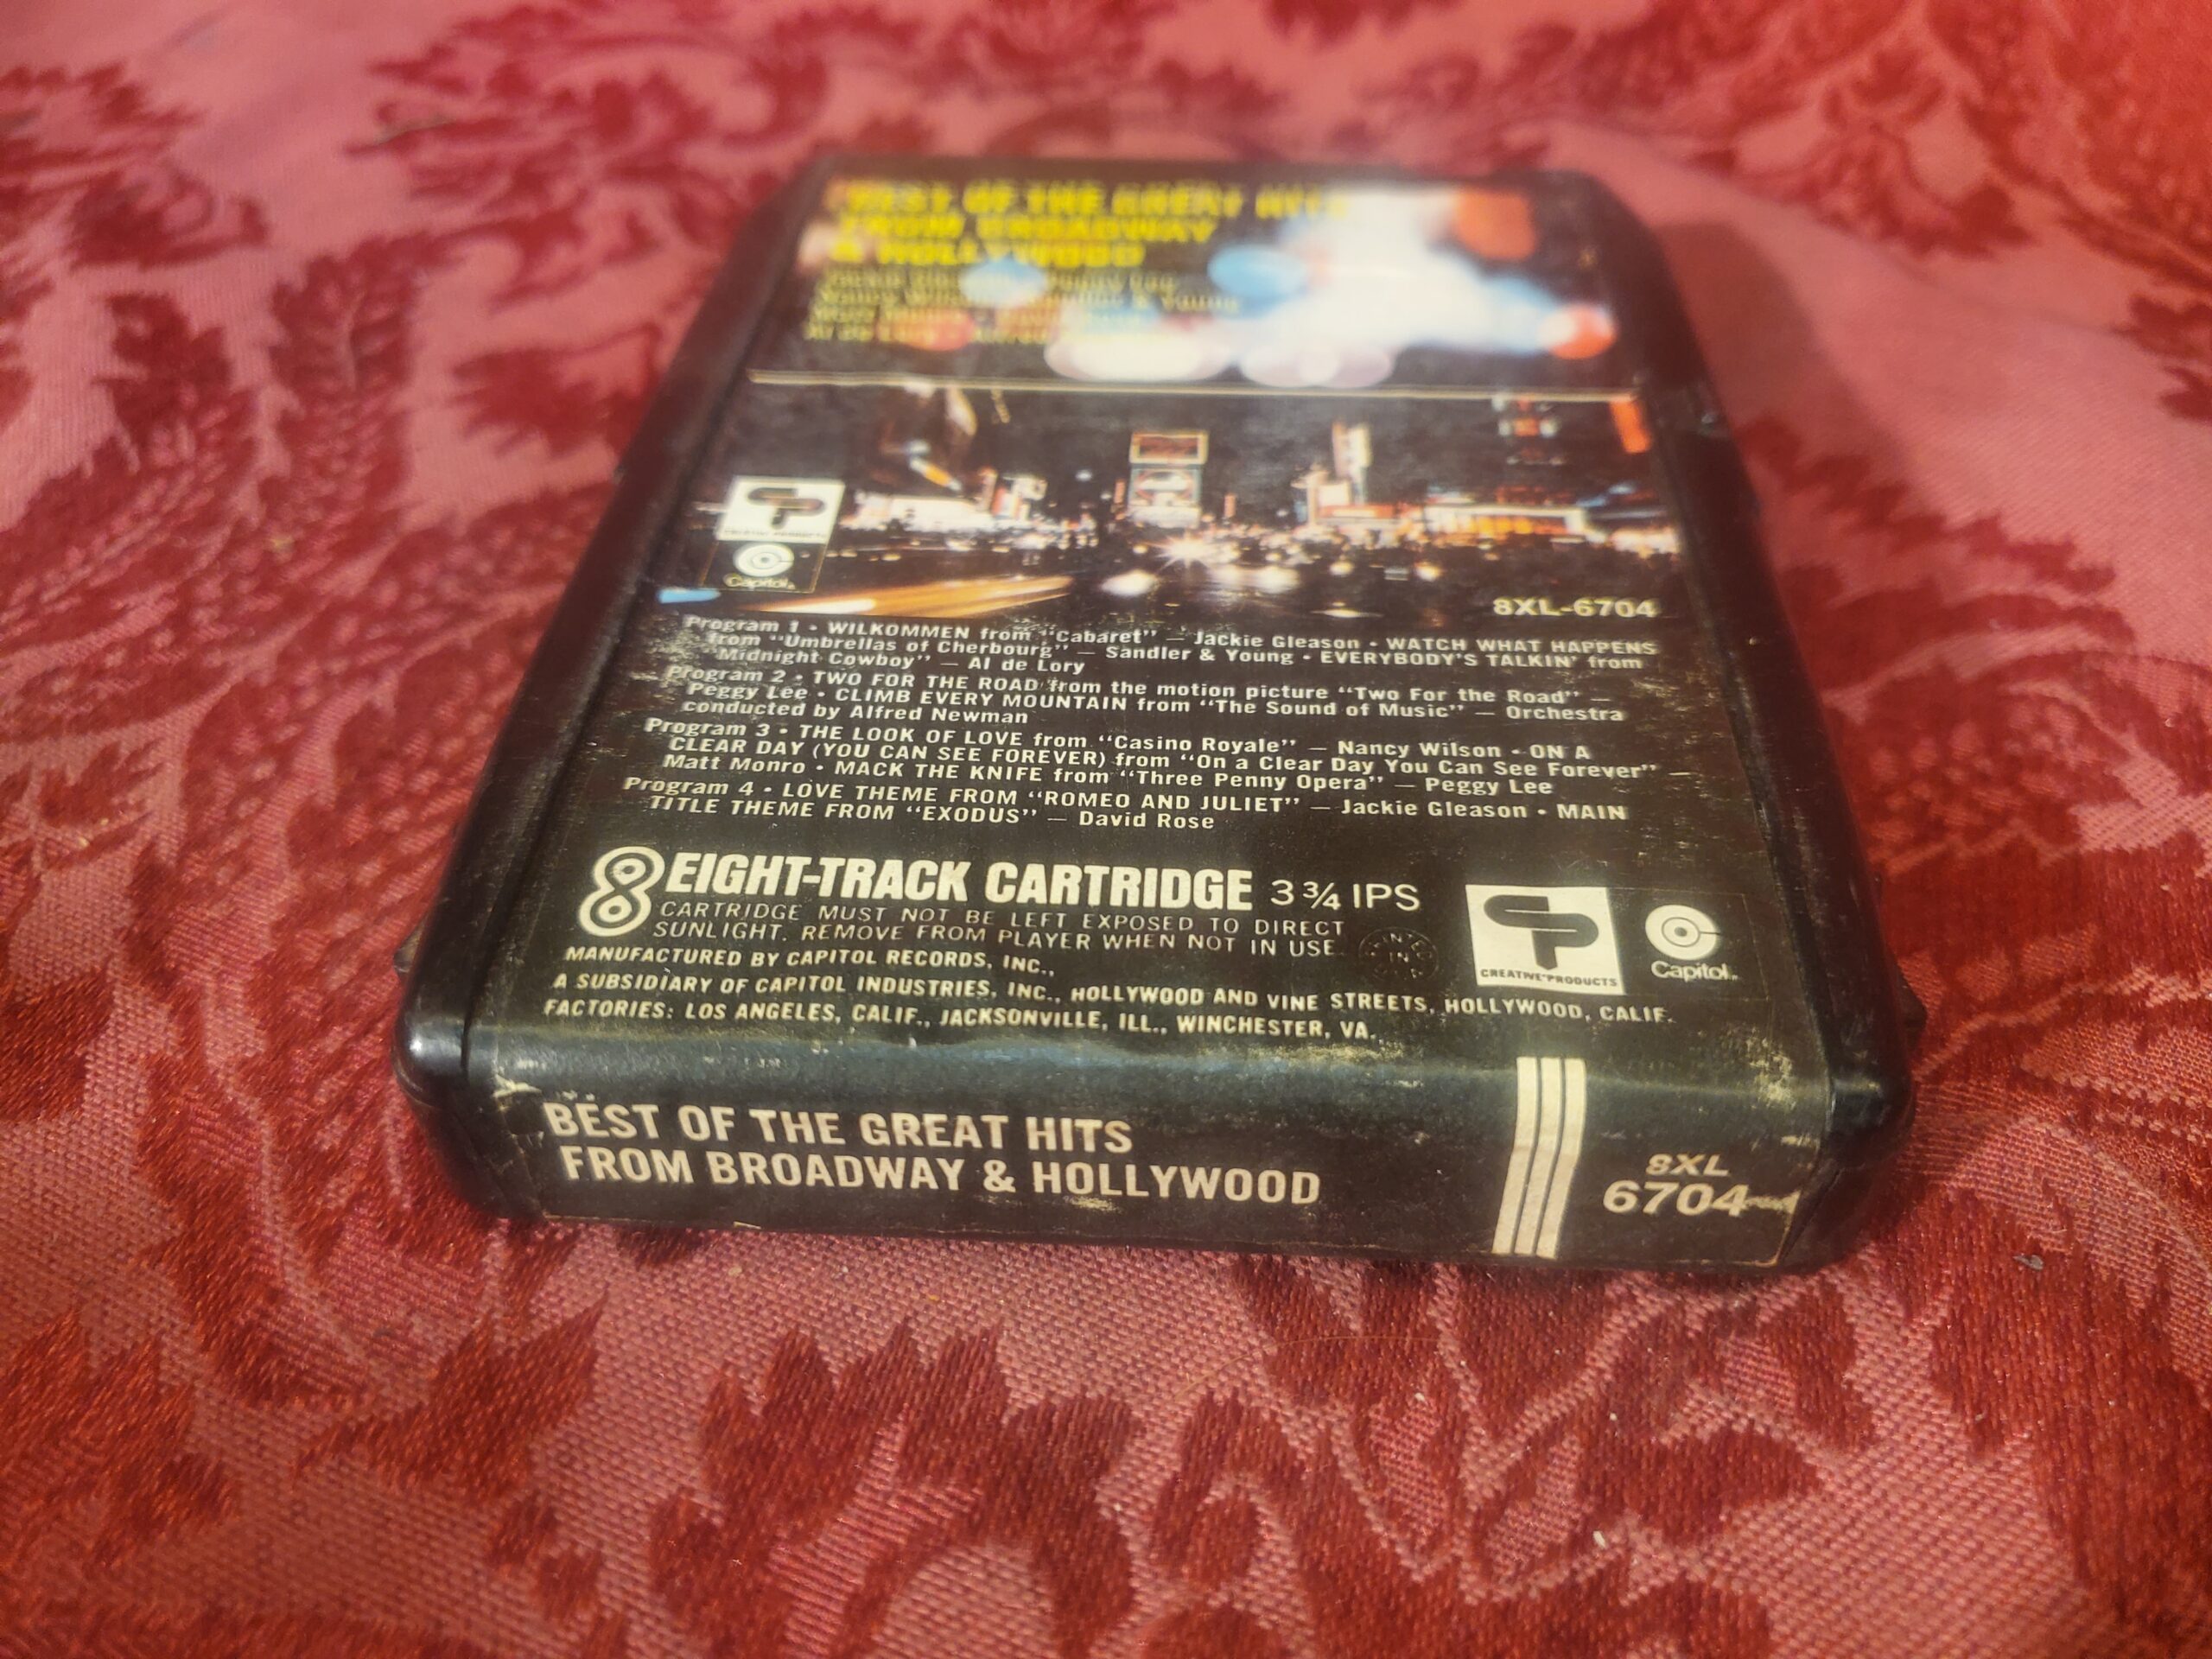 BEST OF THE GREAT HITS
FROM BROADWAY
& HOLLYWOOD
Nancy Wilson Sandler & Young
CP
CREATIVE PRODUCTS
Capitol
8XL-6704
Program 1 • WILKOMMEN from "Cabaret" — Jackie Gleason • WATCH WHAT HAPPENS
from "Umbrellas of Cherbourg" — Sandler & Young • EVERYBODY'S TALKIN' from
"Midnight Cowboy" — Al de Lory
Program 2 • TWO FOR THE ROAD from the motion picture "Two For the Road" —
Peggy Lee • CLIMB EVERY MOUNTAIN from "The Sound of Music" — Orchestra
conducted by Alfred Newman
Program 3 • THE LOOK OF LOVE from "Casino Royale" — Nancy Wilson • ON A
CLEAR DAY (YOU CAN SEE FOREVER) from "On a Clear Day You Can See Forever" —
Matt Monro • MACK THE KNIFE from "Three Penny Opera" — Peggy Lee
Program 4 • LOVE THEME FROM "ROMEO AND JULIET" — Jackie Gleason • MAIN
TITLE THEME FROM "EXODUS" — David Rose
8 EIGHT-TRACK CARTRIDGE 3 ¾ IPS
CARTRIDGE MUST NOT BE LEFT EXPOSED TO DIRECT
SUNLIGHT. REMOVE FROM PLAYER WHEN NOT IN USE.
CP
CREATIVE PRODUCTS
Capitol
MANUFACTURED BY CAPITOL RECORDS, INC.,
A SUBSIDIARY OF CAPITOL INDUSTRIES, INC., HOLLYWOOD AND VINE STREETS, HOLLYWOOD, CALIF.
FACTORIES: LOS ANGELES, CALIF., JACKSONVILLE, ILL., WINCHESTER, VA.
BEST OF THE GREAT HITS
FROM BROADWAY & HOLLYWOOD
8XL
6704